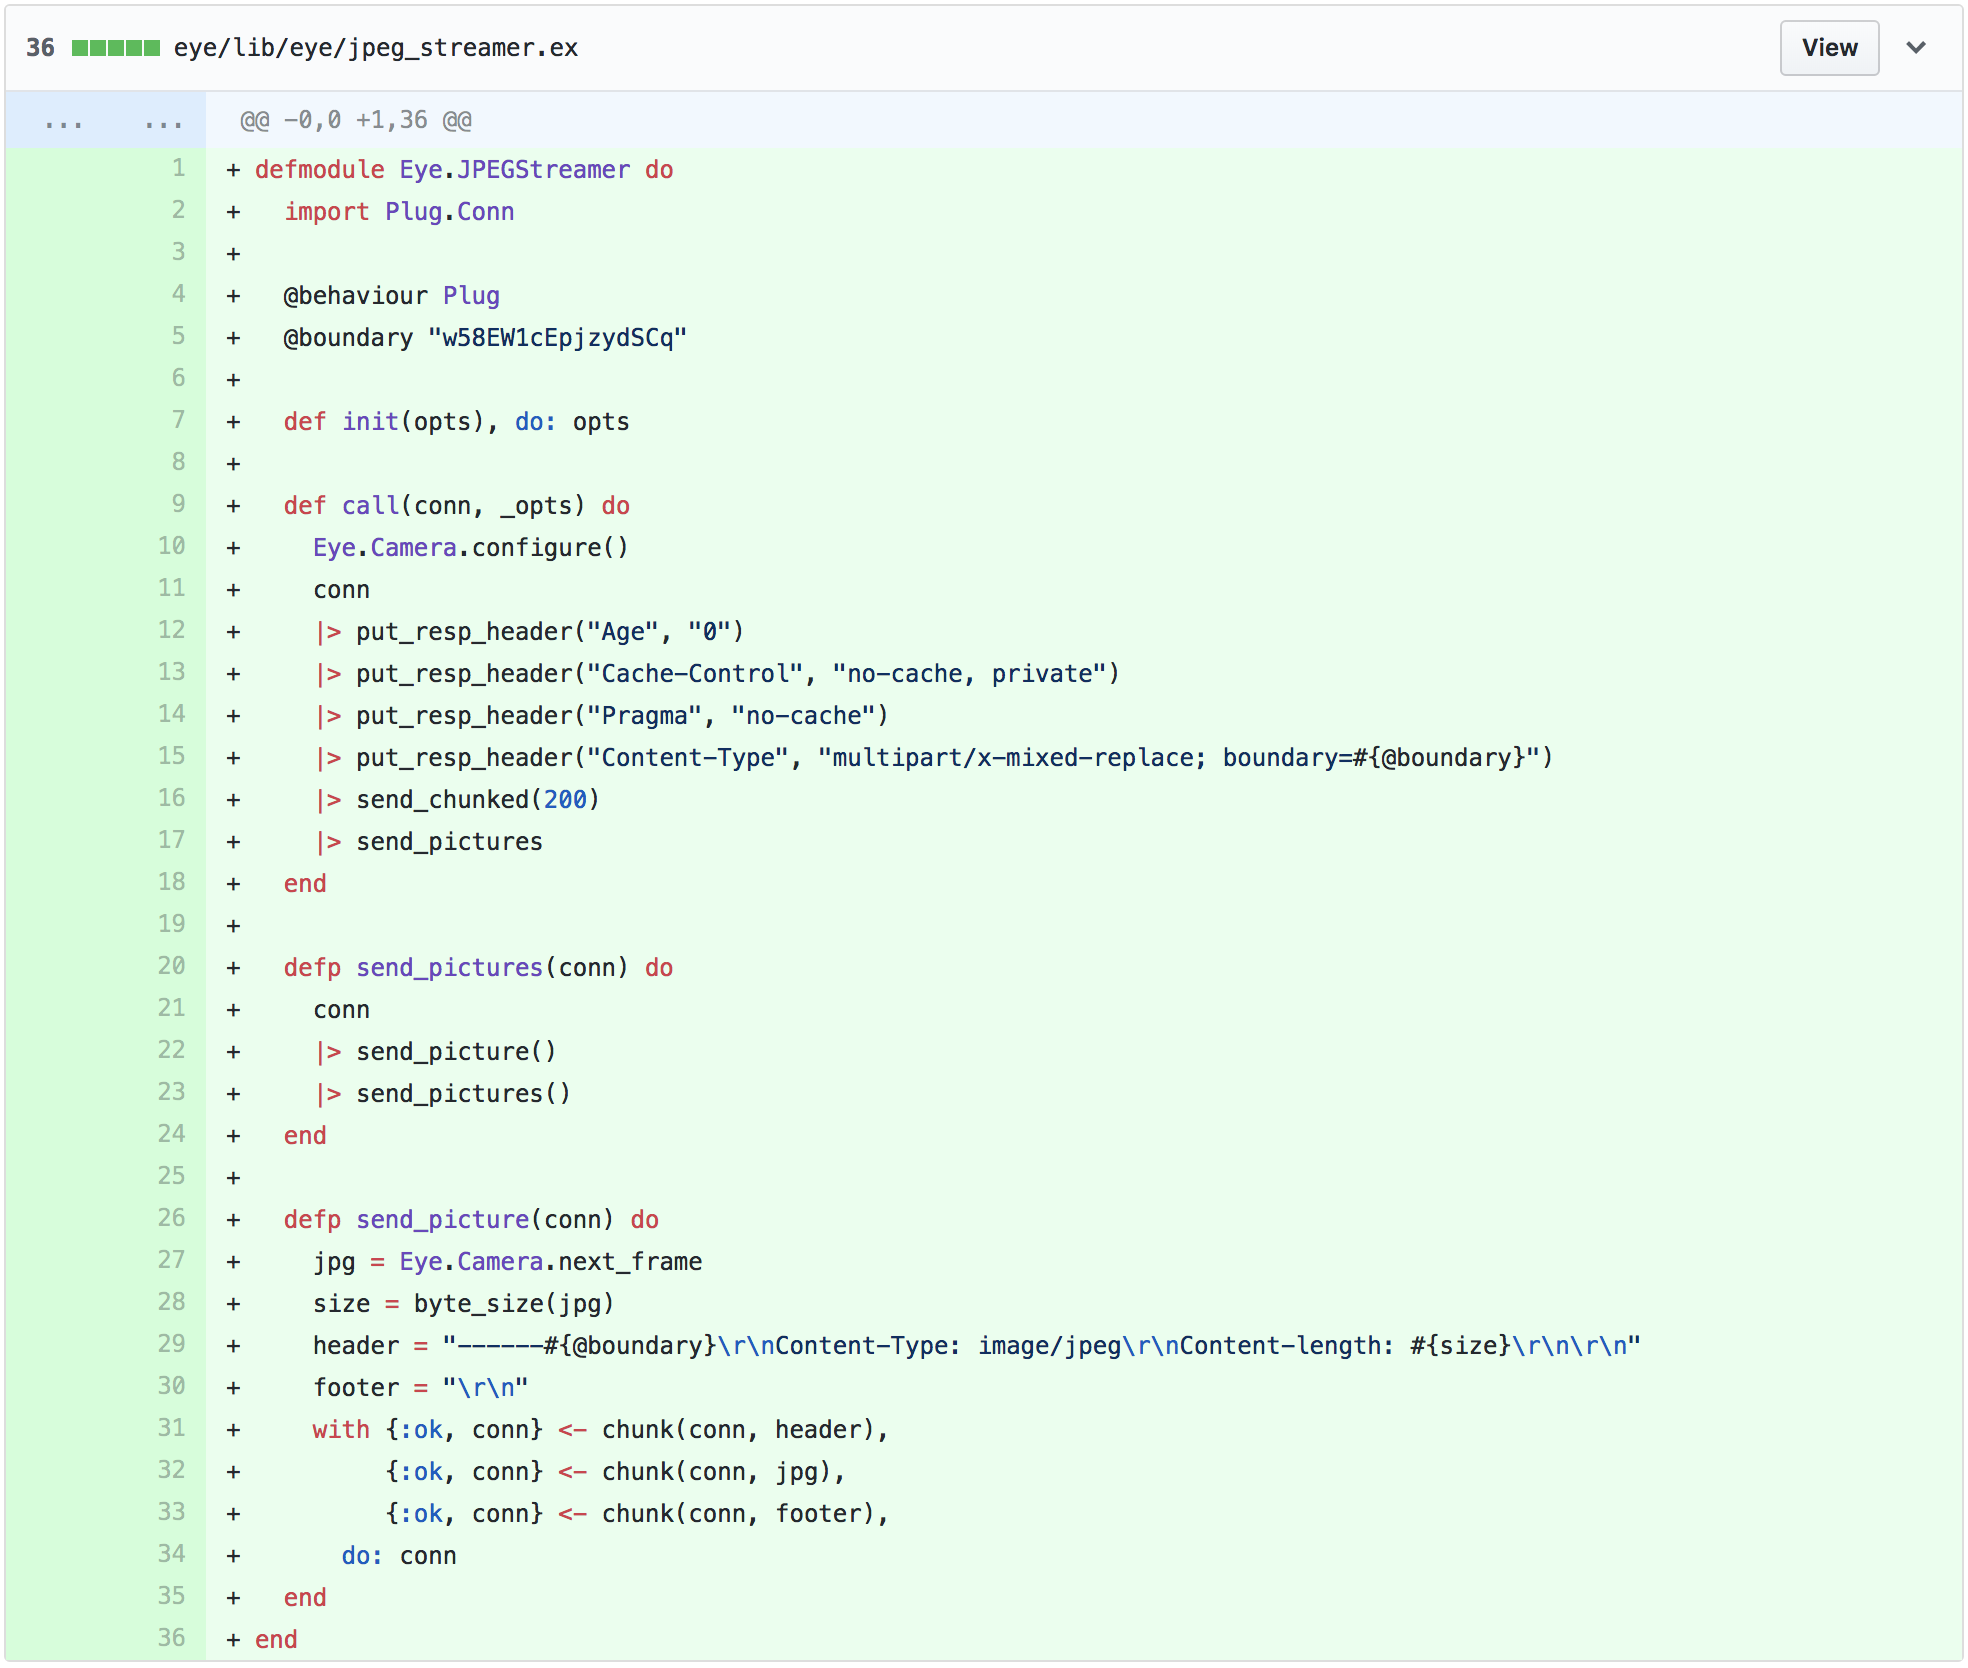 36 eye/lib/eye/jpeg_streamer.ex View
... ... @@ -0,0 +1,36 @@
1 + defmodule Eye.JPEGStreamer do
2 +   import Plug.Conn
3 +
4 +   @behaviour Plug
5 +   @boundary "w58EW1cEpjzydSCq"
6 +
7 +   def init(opts), do: opts
8 +
9 +   def call(conn, _opts) do
10 +     Eye.Camera.configure()
11 +     conn
12 +     |> put_resp_header("Age", "0")
13 +     |> put_resp_header("Cache-Control", "no-cache, private")
14 +     |> put_resp_header("Pragma", "no-cache")
15 +     |> put_resp_header("Content-Type", "multipart/x-mixed-replace; boundary=#{@boundary}")
16 +     |> send_chunked(200)
17 +     |> send_pictures
18 +   end
19 +
20 +   defp send_pictures(conn) do
21 +     conn
22 +     |> send_picture()
23 +     |> send_pictures()
24 +   end
25 +
26 +   defp send_picture(conn) do
27 +     jpg = Eye.Camera.next_frame
28 +     size = byte_size(jpg)
29 +     header = "------#{@boundary}\r\nContent-Type: image/jpeg\r\nContent-length: #{size}\r\n\r\n"
30 +     footer = "\r\n"
31 +     with {:ok, conn} <- chunk(conn, header),
32 +          {:ok, conn} <- chunk(conn, jpg),
33 +          {:ok, conn} <- chunk(conn, footer),
34 +       do: conn
35 +   end
36 + end